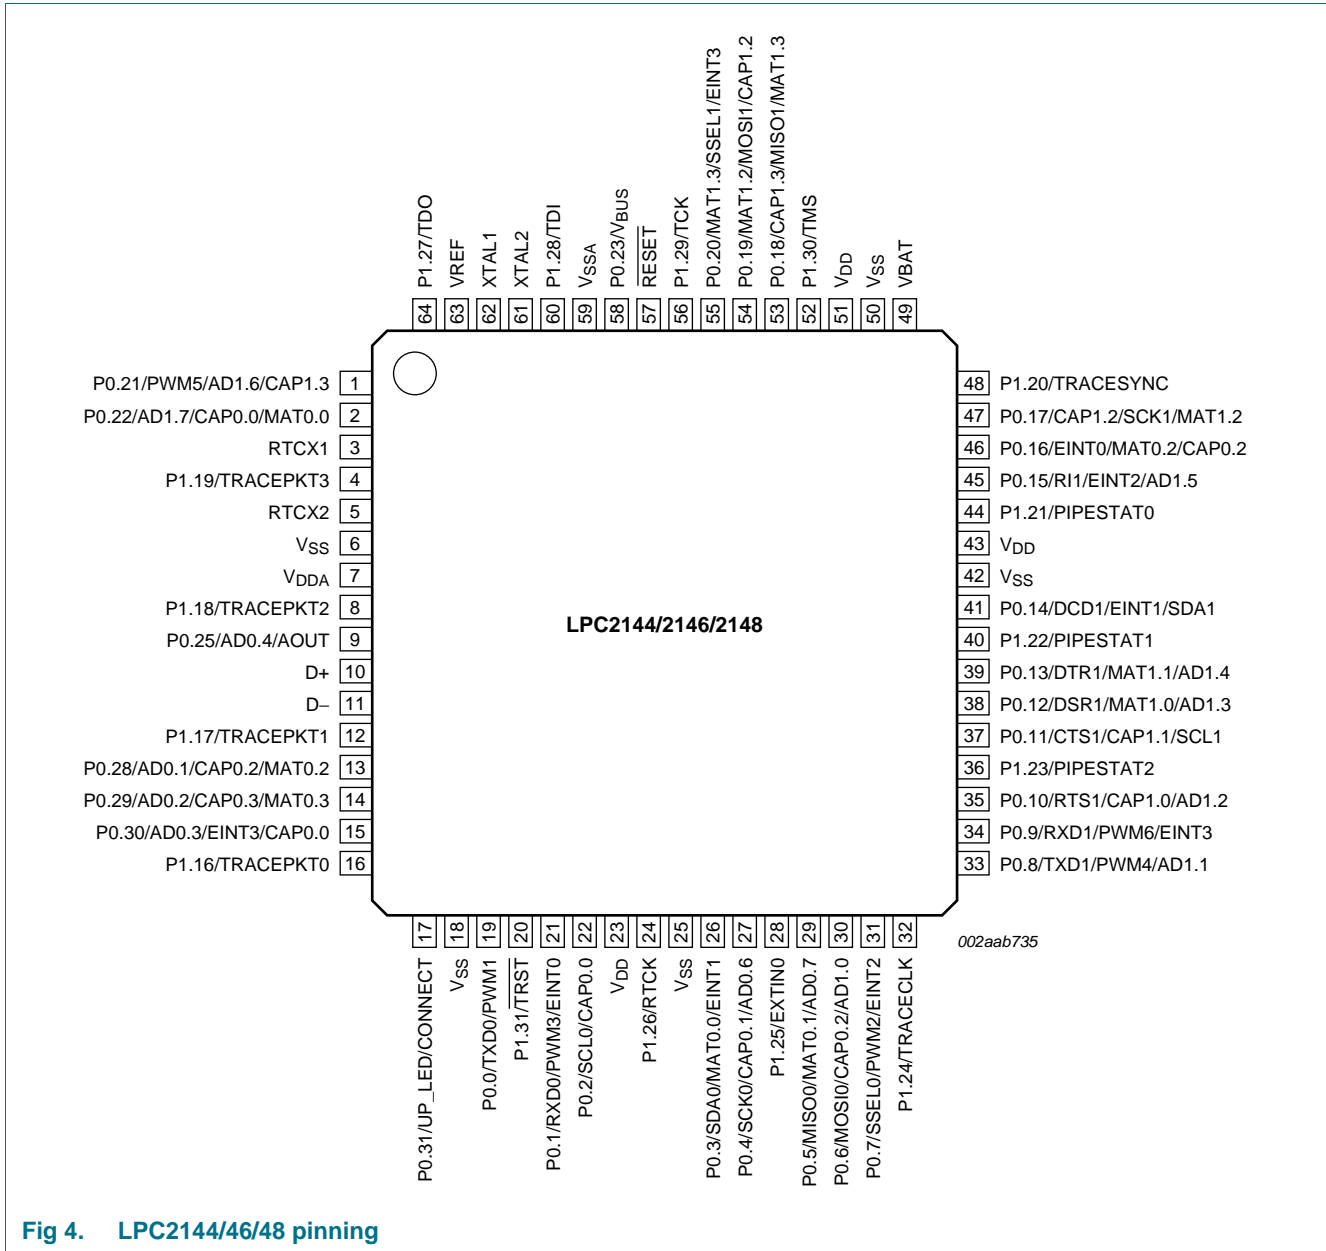 P1.27/TDO
VREF
XTAL1
XTAL2
P1.28/TDI
VSSA
P0.23/VBUS
RESET
P1.29/TCK
P0.20/MAT1.3/SSEL1/EINT3
P0.19/MAT1.2/MOSI1/CAP1.2
P0.18/CAP1.3/MISO1/MAT1.3
P1.30/TMS
VDD
VSS
VBAT
64 63 62 61 60 59 58 57 56 55 54 53 52 51 50 49
P0.21/PWM5/AD1.6/CAP1.3 1
P0.22/AD1.7/CAP0.0/MAT0.0 2
RTCX1 3
P1.19/TRACEPKT3 4
RTCX2 5
VSS 6
VDDA 7
P1.18/TRACEPKT2 8
P0.25/AD0.4/AOUT 9
D+ 10
D− 11
P1.17/TRACEPKT1 12
P0.28/AD0.1/CAP0.2/MAT0.2 13
P0.29/AD0.2/CAP0.3/MAT0.3 14
P0.30/AD0.3/EINT3/CAP0.0 15
P1.16/TRACEPKT0 16
LPC2144/2146/2148
48 P1.20/TRACESYNC
47 P0.17/CAP1.2/SCK1/MAT1.2
46 P0.16/EINT0/MAT0.2/CAP0.2
45 P0.15/RI1/EINT2/AD1.5
44 P1.21/PIPESTAT0
43 VDD
42 VSS
41 P0.14/DCD1/EINT1/SDA1
40 P1.22/PIPESTAT1
39 P0.13/DTR1/MAT1.1/AD1.4
38 P0.12/DSR1/MAT1.0/AD1.3
37 P0.11/CTS1/CAP1.1/SCL1
36 P1.23/PIPESTAT2
35 P0.10/RTS1/CAP1.0/AD1.2
34 P0.9/RXD1/PWM6/EINT3
33 P0.8/TXD1/PWM4/AD1.1
17 18 19 20 21 22 23 24 25 26 27 28 29 30 31 32
P0.31/UP_LED/CONNECT
VSS
P0.0/TXD0/PWM1
P1.31/TRST
P0.1/RXD0/PWM3/EINT0
P0.2/SCL0/CAP0.0
VDD
P1.26/RTCK
VSS
P0.3/SDA0/MAT0.0/EINT1
P0.4/SCK0/CAP0.1/AD0.6
P1.25/EXTIN0
P0.5/MISO0/MAT0.1/AD0.7
P0.6/MOSI0/CAP0.2/AD1.0
P0.7/SSEL0/PWM2/EINT2
P1.24/TRACECLK
002aab735
Fig 4. LPC2144/46/48 pinning